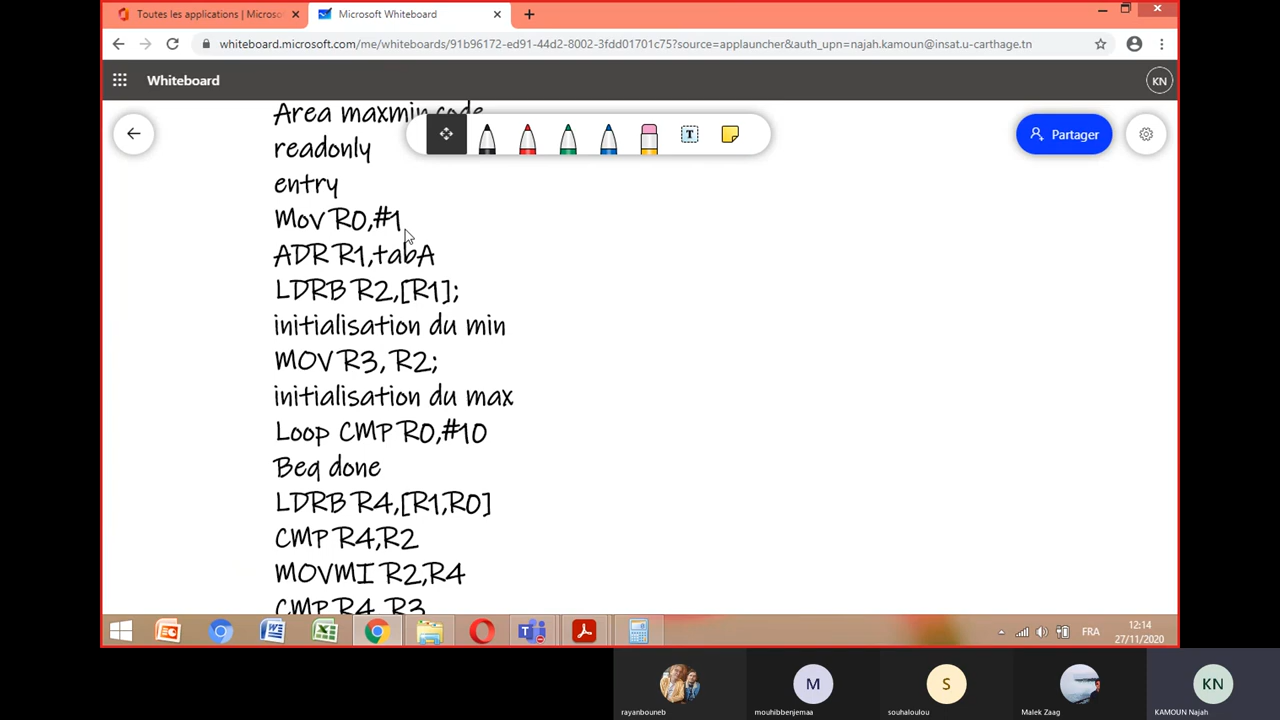 Toutes les applications | Micros
Microsoft Whiteboard
whiteboard.microsoft.com/me/whiteboards/91b96172-ed91-44d2-8002-3fdd01701c75?source=applauncher&auth_upn=najah.kamoun@insat.u-carthage.tn
Whiteboard
KN
Area maxmin code
readonly
Partager
entry
Mov R0,#1
ADR R1,tabA
LDRB R2,[R1];
initialisation du min
MOV R3, R2;
initialisation du max
Loop CMP R0,#10
Beq done
LDRB R4,[R1,R0]
CMP R4,R2
MOVMI R2,R4
CMP R4,R3
FRA
12:14
27/11/2020
M
S
KN
rayanbouneb
mouhibbenjemaa
souhaloulou
Malek Zaag
KAMOUN Najah